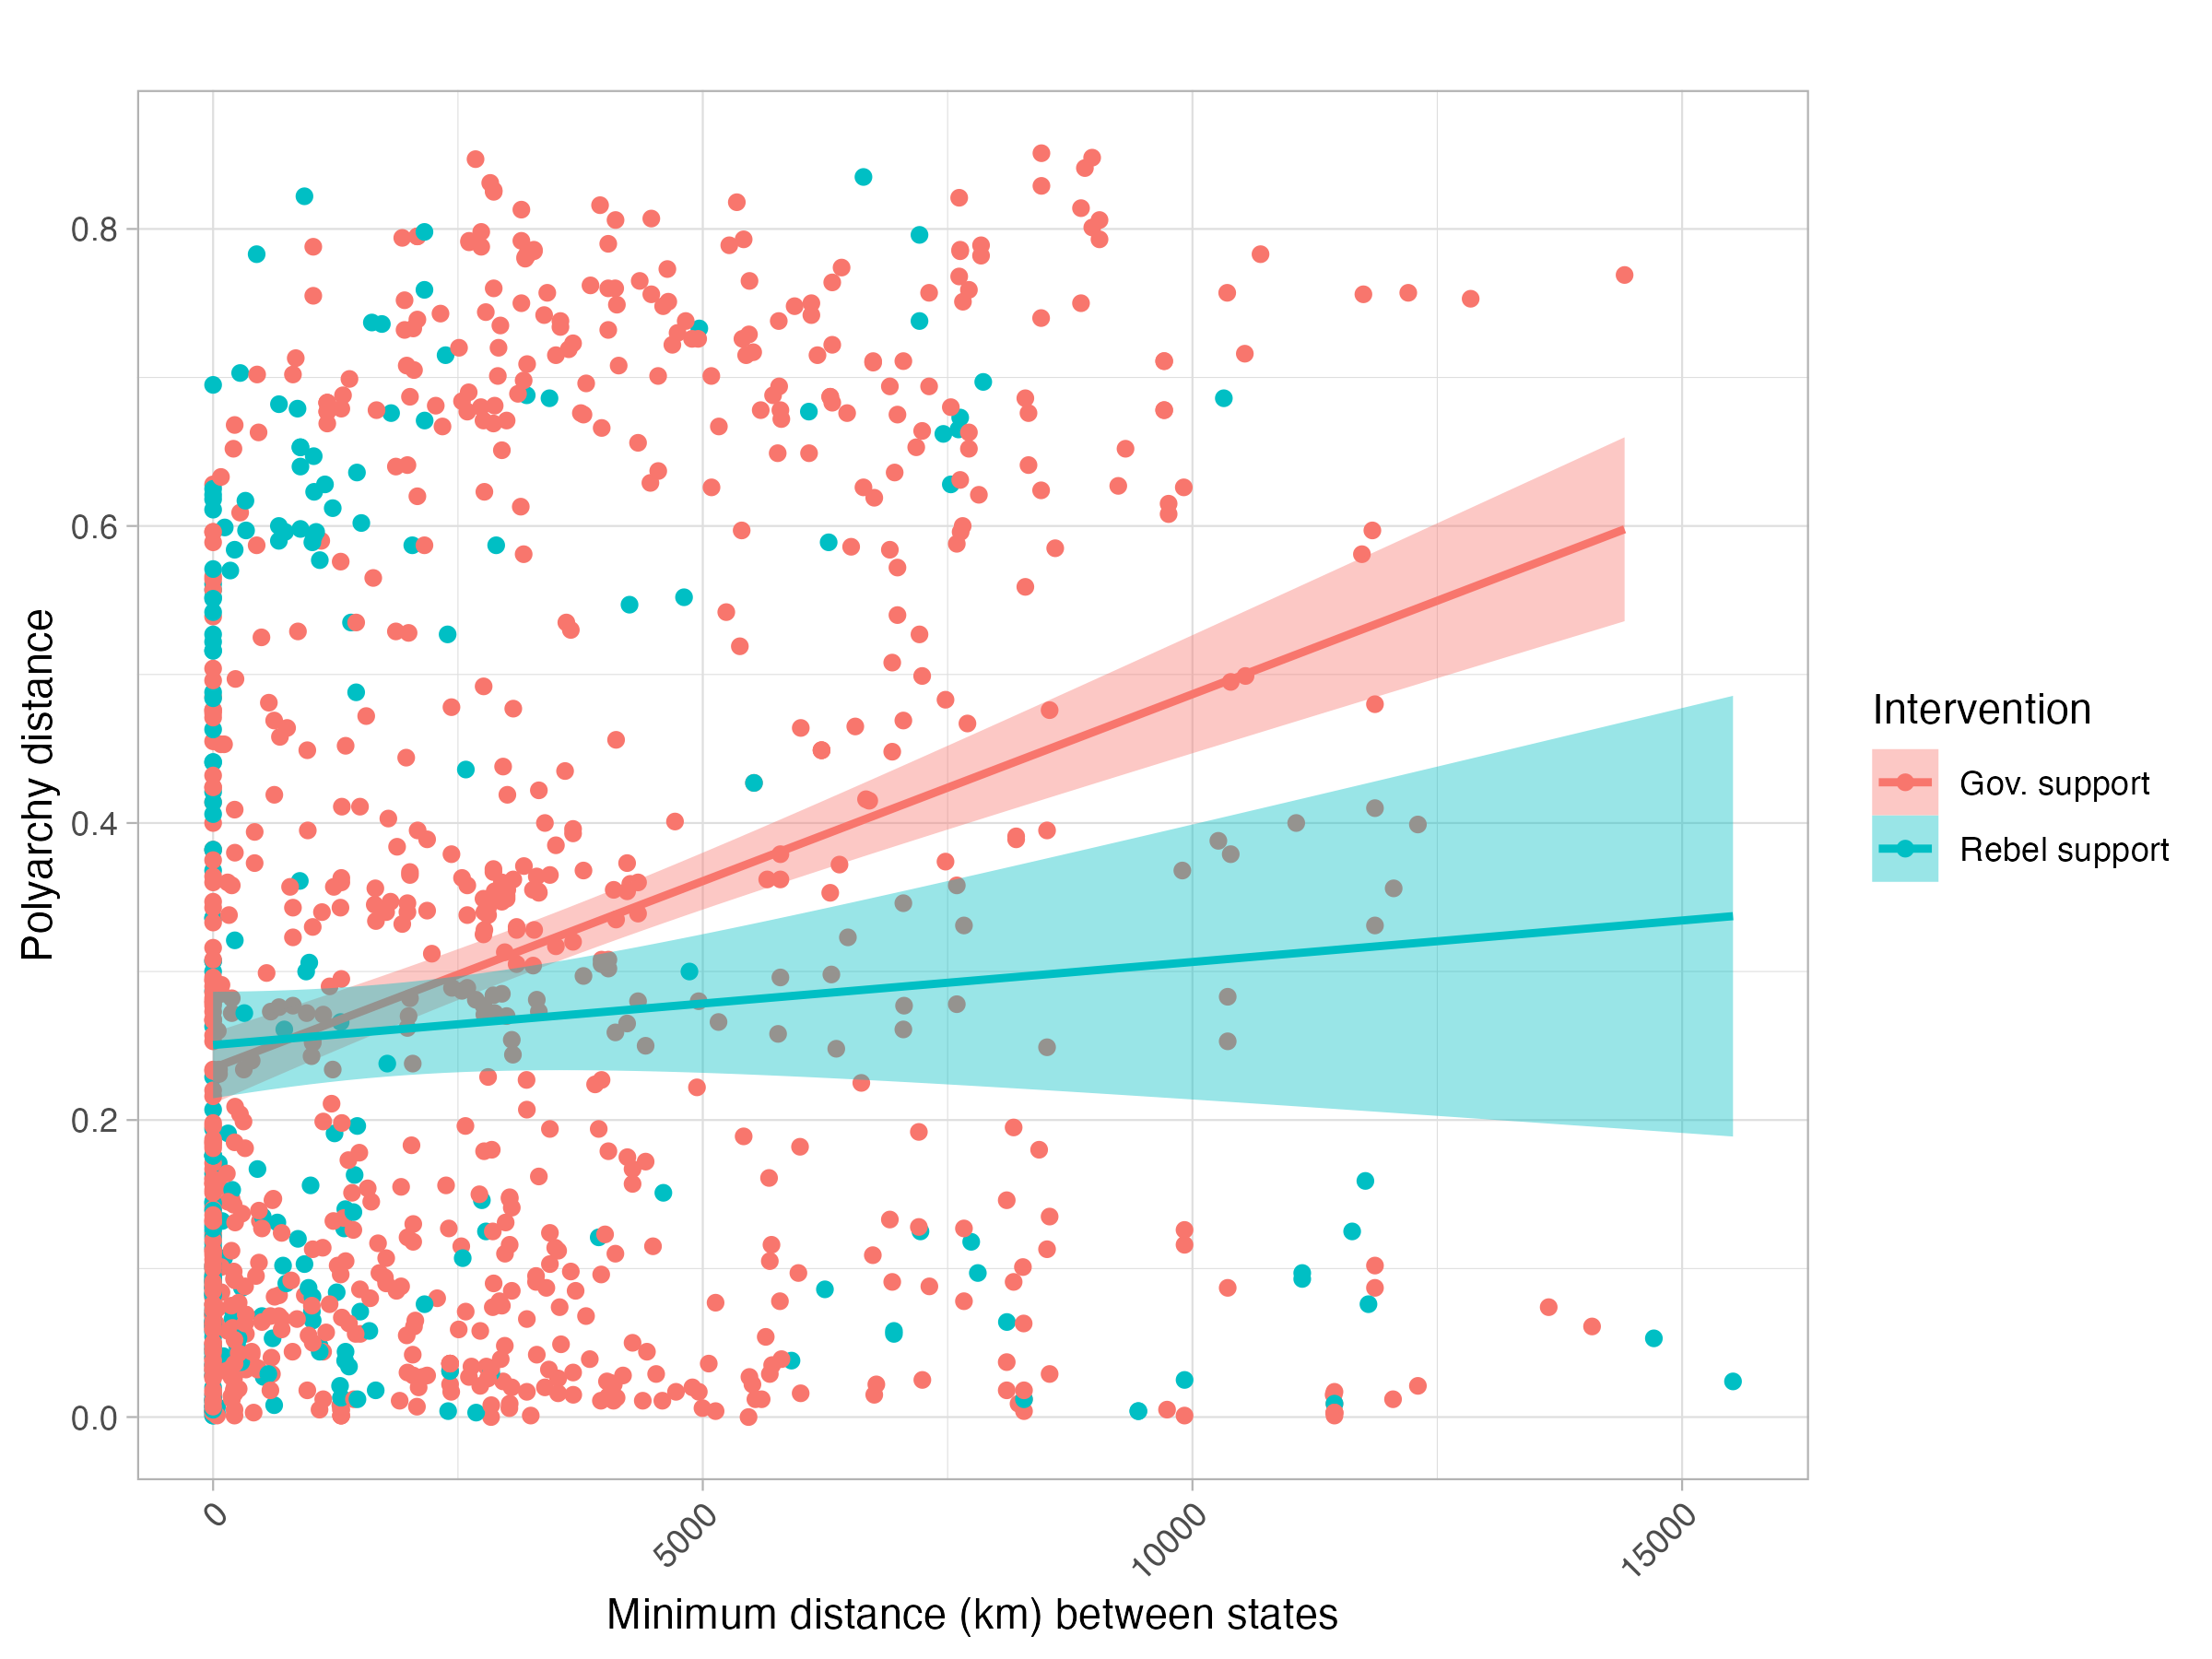 Polyarchy distance
0.8
0.6
0.4
0.2
0.0
0
5000
10000
15000
Minimum distance (km) between states
Intervention
Gov. support
Rebel support